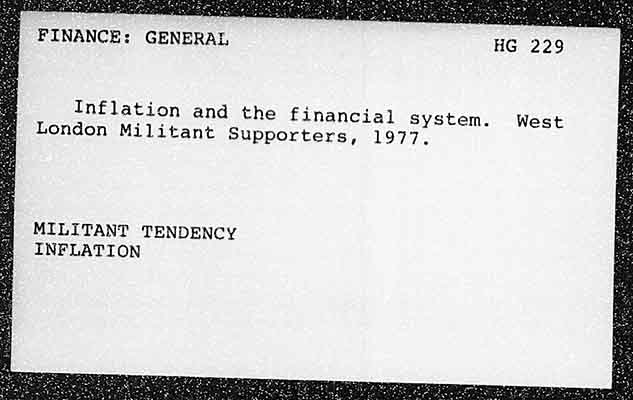 FINANCE: GENERAL HG 229
Inflation and the financial system. West
London Militant Supporters, 1977.
MILITANT TENDENCY
INFLATION